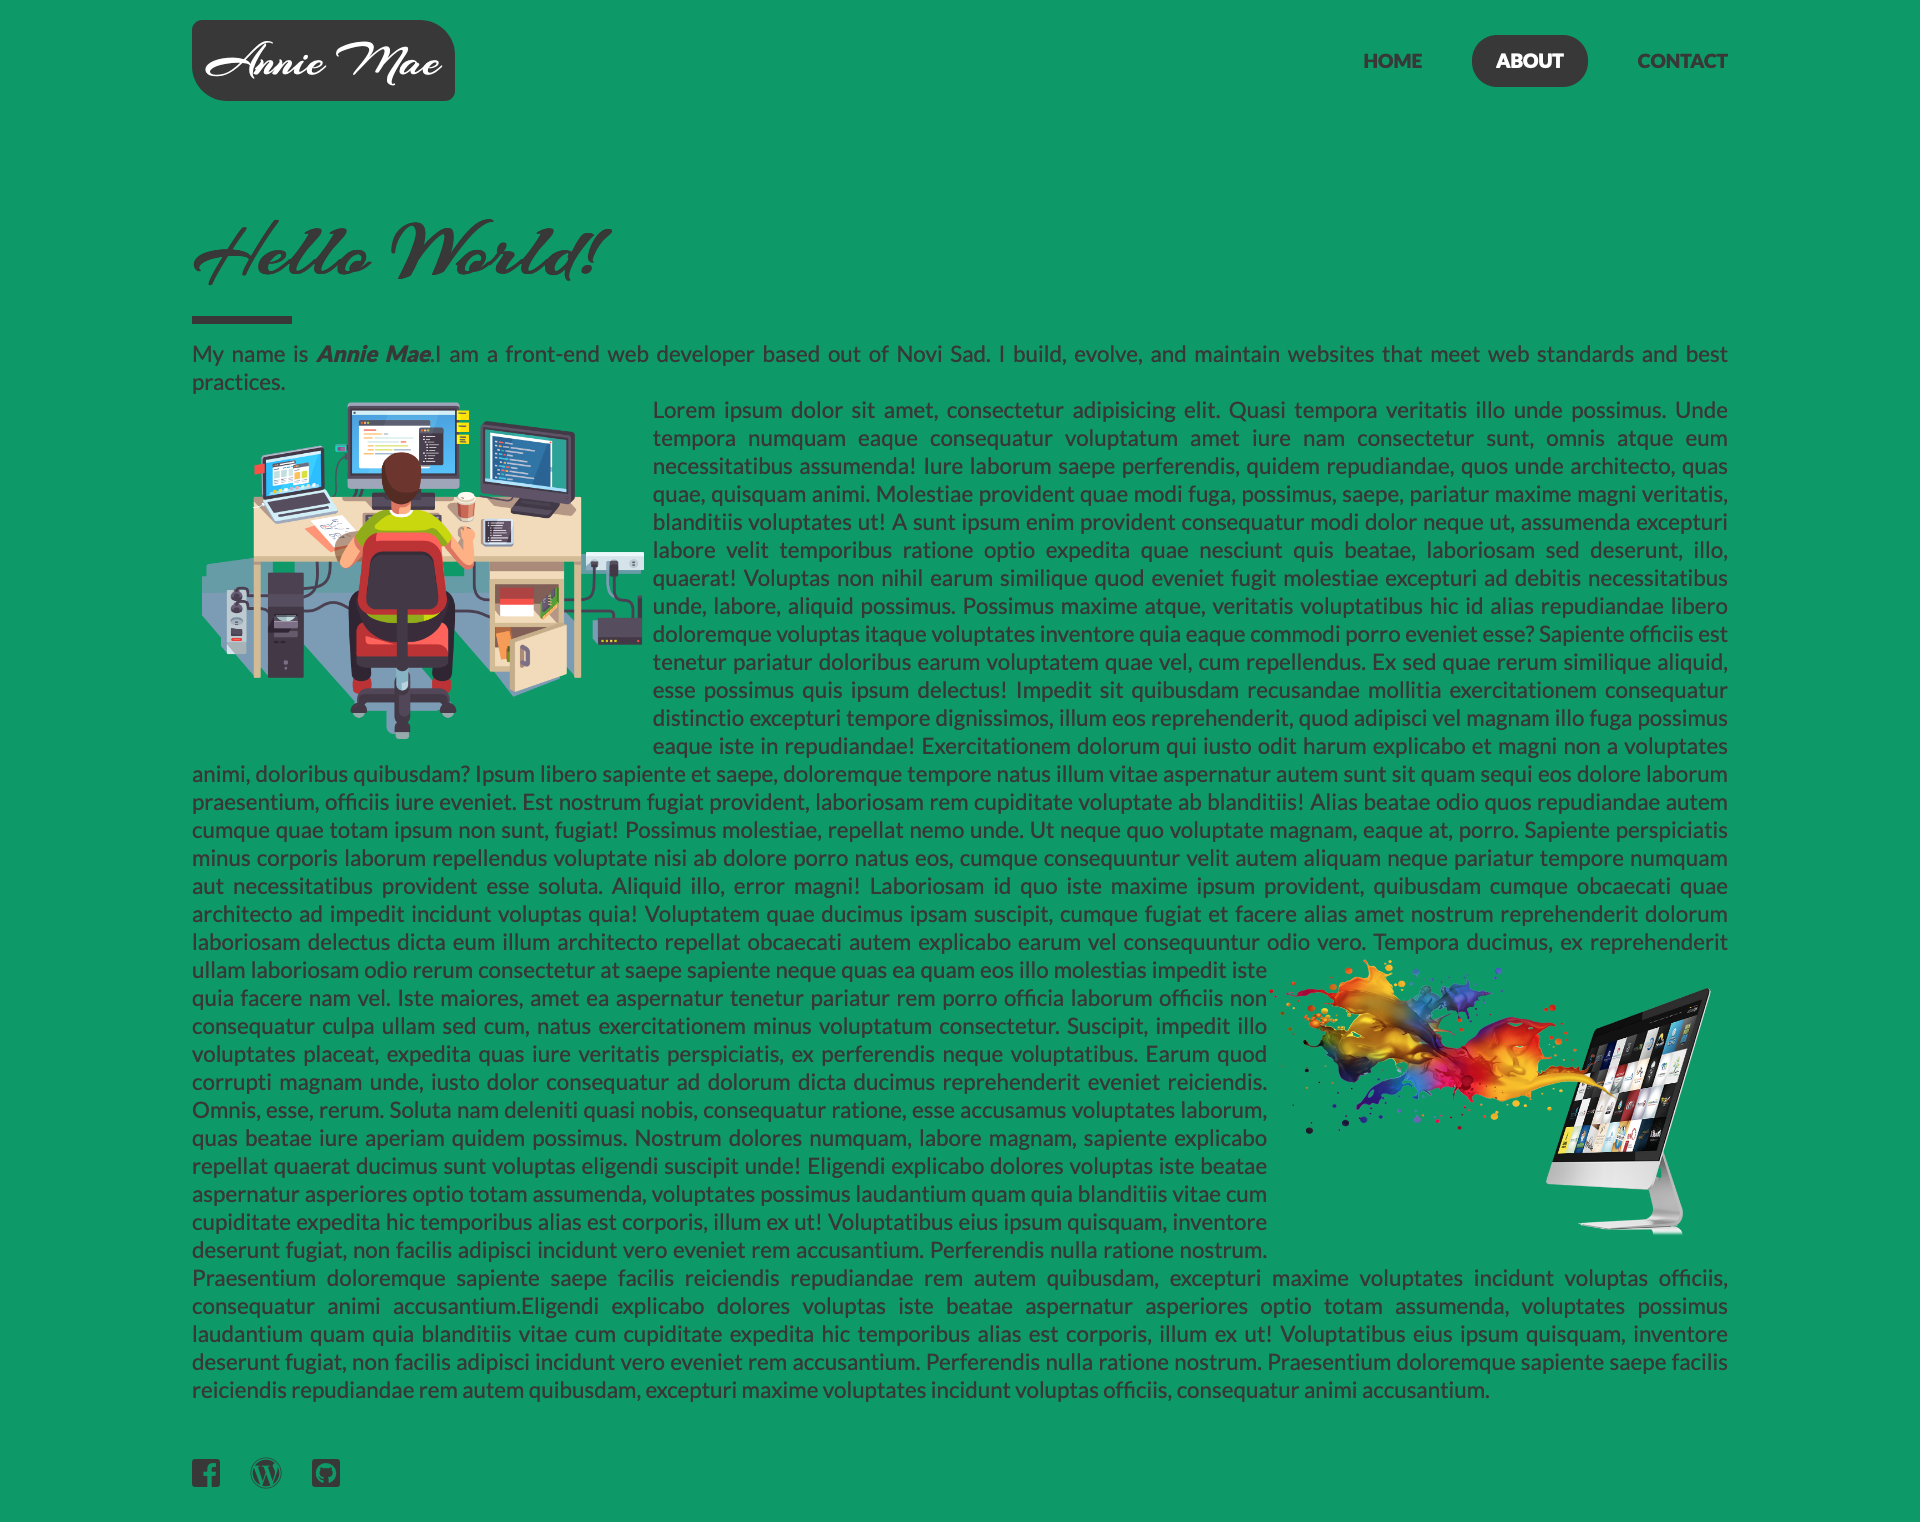 Annie Mae
HOME ABOUT CONTACT
Hello World!
My name is Annie Mae.I am a front-end web developer based out of Novi Sad. I build, evolve, and maintain websites that meet web standards and best
practices.
Lorem ipsum dolor sit amet, consectetur adipisicing elit. Quasi tempora veritatis illo unde possimus. Unde
tempora numquam eaque consequatur voluptatum amet iure nam consectetur sunt, omnis atque eum
necessitatibus assumenda! Iure laborum saepe perferendis, quidem repudiandae, quos unde architecto, quas
quae, quisquam animi. Molestiae provident quae modi fuga, possimus, saepe, pariatur maxime magni veritatis,
blanditiis voluptates ut! A sunt ipsum enim provident consequatur modi dolor neque ut, assumenda excepturi
labore velit temporibus ratione optio expedita quae nesciunt quis beatae, laboriosam sed deserunt, illo,
quaerat! Voluptas non nihil earum similique quod eveniet fugit molestiae excepturi ad debitis necessitatibus
unde, labore, aliquid possimus. Possimus maxime atque, veritatis voluptatibus hic id alias repudiandae libero
doloremque voluptas itaque voluptates inventore quia eaque commodi porro eveniet esse? Sapiente officiis est
tenetur pariatur doloribus earum voluptatem quae vel, cum repellendus. Ex sed quae rerum similique aliquid,
esse possimus quis ipsum delectus! Impedit sit quibusdam recusandae mollitia exercitationem consequatur
distinctio excepturi tempore dignissimos, illum eos reprehenderit, quod adipisci vel magnam illo fuga possimus
eaque iste in repudiandae! Exercitationem dolorum qui iusto odit harum explicabo et magni non a voluptates
animi, doloribus quibusdam? Ipsum libero sapiente et saepe, doloremque tempore natus illum vitae aspernatur autem sunt sit quam sequi eos dolore laborum
praesentium, officiis iure eveniet. Est nostrum fugiat provident, laboriosam rem cupiditate voluptate ab blanditiis! Alias beatae odio quos repudiandae autem
cumque quae totam ipsum non sunt, fugiat! Possimus molestiae, repellat nemo unde. Ut neque quo voluptate magnam, eaque at, porro. Sapiente perspiciatis
minus corporis laborum repellendus voluptate nisi ab dolore porro natus eos, cumque consequuntur velit autem aliquam neque pariatur tempore numquam
aut necessitatibus provident esse soluta. Aliquid illo, error magni! Laboriosam id quo iste maxime ipsum provident, quibusdam cumque obcaecati quae
architecto ad impedit incidunt voluptas quia! Voluptatem quae ducimus ipsam suscipit, cumque fugiat et facere alias amet nostrum reprehenderit dolorum
laboriosam delectus dicta eum illum architecto repellat obcaecati autem explicabo earum vel consequuntur odio vero. Tempora ducimus, ex reprehenderit
ullam laboriosam odio rerum consectetur at saepe sapiente neque quas ea quam eos illo molestias impedit iste
quia facere nam vel. Iste maiores, amet ea aspernatur tenetur pariatur rem porro officia laborum officiis non
consequatur culpa ullam sed cum, natus exercitationem minus voluptatum consectetur. Suscipit, impedit illo
voluptates placeat, expedita quas iure veritatis perspiciatis, ex perferendis neque voluptatibus. Earum quod
corrupti magnam unde, iusto dolor consequatur ad dolorum dicta ducimus reprehenderit eveniet reiciendis.
Omnis, esse, rerum. Soluta nam deleniti quasi nobis, consequatur ratione, esse accusamus voluptates laborum,
quas beatae iure aperiam quidem possimus. Nostrum dolores numquam, labore magnam, sapiente explicabo
repellat quaerat ducimus sunt voluptas eligendi suscipit unde! Eligendi explicabo dolores voluptas iste beatae
aspernatur asperiores optio totam assumenda, voluptates possimus laudantium quam quia blanditiis vitae cum
cupiditate expedita hic temporibus alias est corporis, illum ex ut! Voluptatibus eius ipsum quisquam, inventore
deserunt fugiat, non facilis adipisci incidunt vero eveniet rem accusantium. Perferendis nulla ratione nostrum.
Praesentium doloremque sapiente saepe facilis reiciendis repudiandae rem autem quibusdam, excepturi maxime voluptates incidunt voluptas officiis,
consequatur animi accusantium.Eligendi explicabo dolores voluptas iste beatae aspernatur asperiores optio totam assumenda, voluptates possimus
laudantium quam quia blanditiis vitae cum cupiditate expedita hic temporibus alias est corporis, illum ex ut! Voluptatibus eius ipsum quisquam, inventore
deserunt fugiat, non facilis adipisci incidunt vero eveniet rem accusantium. Perferendis nulla ratione nostrum. Praesentium doloremque sapiente saepe facilis
reiciendis repudiandae rem autem quibusdam, excepturi maxime voluptates incidunt voluptas officiis, consequatur animi accusantium.